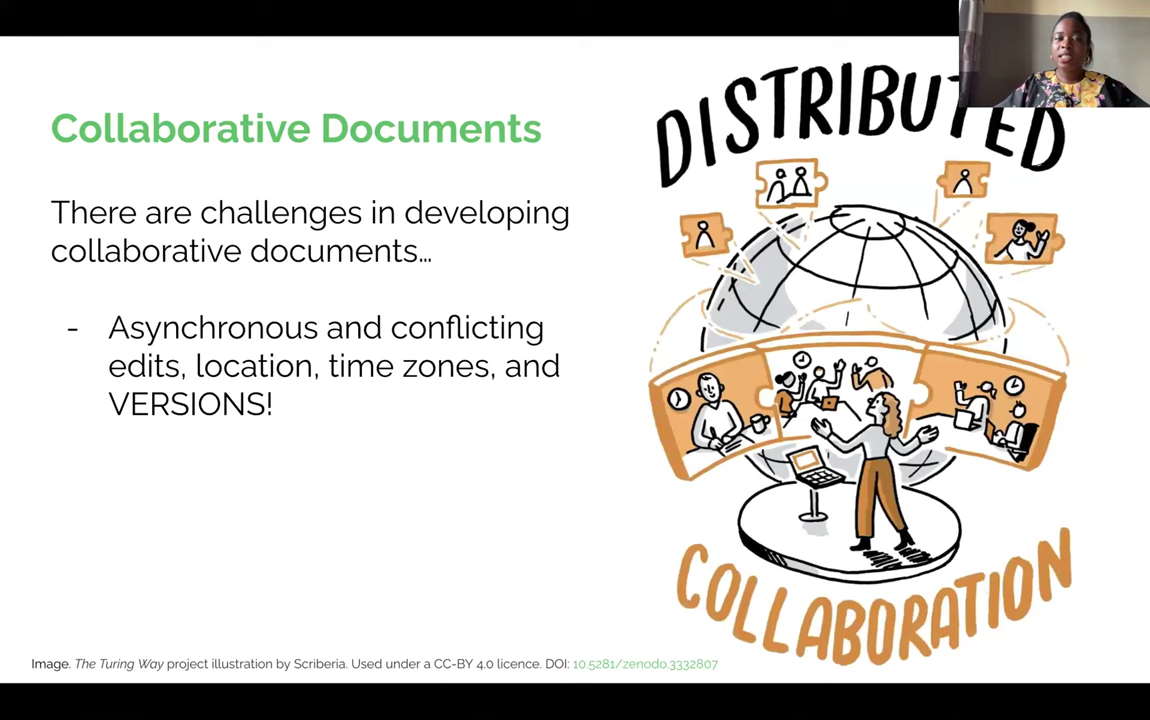 Collaborative Documents
There are challenges in developing
collaborative documents…
- Asynchronous and conflicting
edits, location, time zones, and
VERSIONS!
DISTRIBUTED
COLLABORATION
Image. The Turing Way project illustration by Scriberia. Used under a CC-BY 4.0 licence. DOI: 10.5281/zenodo.3332807